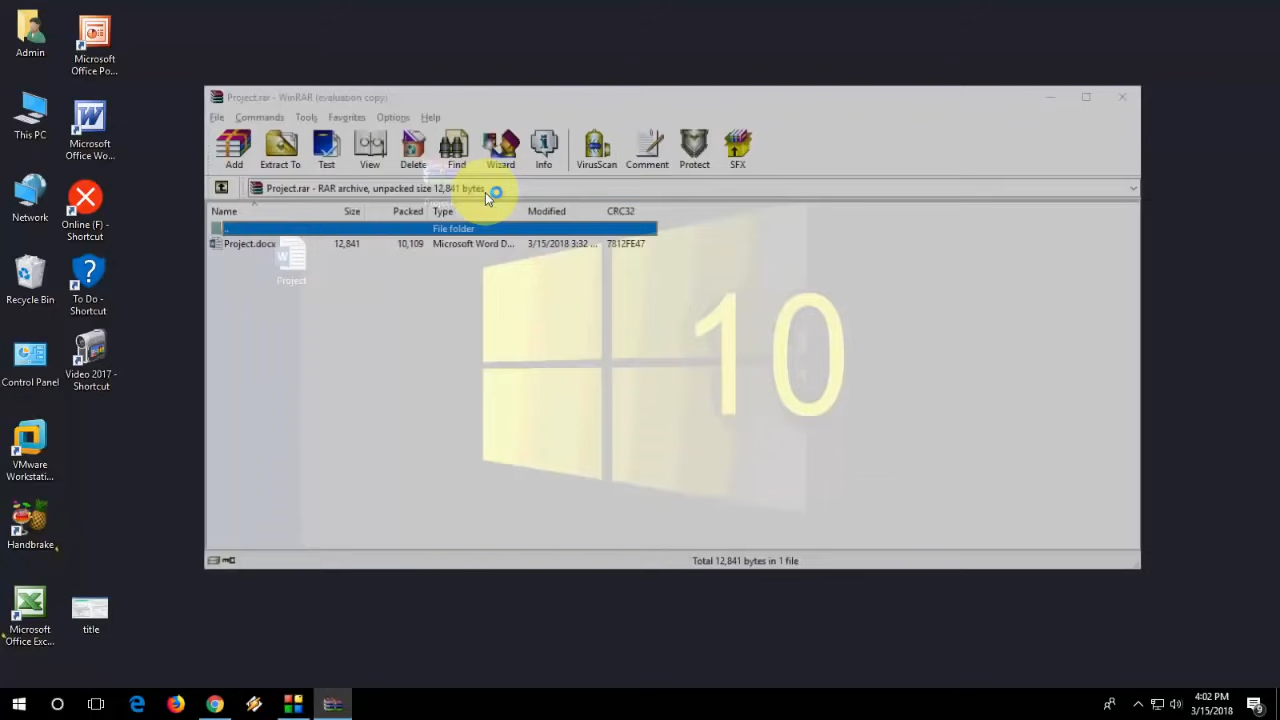 Admin
Microsoft
Office Po...
This PC
Microsoft
Office Wo...
Network
Online (F) -
Shortcut
Recycle Bin
To Do -
Shortcut
Control Panel
Video 2017 -
Shortcut
VMware
Workstati...
Handbrake
Microsoft
Office Exc...
title
Project.rar - WinRAR (evaluation copy)
File Commands Tools Favorites Options Help
Add Extract To Test View Delete Find Wizard Info VirusScan Comment Protect SFX
Project.rar - RAR archive, unpacked size 12,841 bytes
Name Size Packed Type Modified CRC32
.. File folder
Project.docx 12,841 10,109 Microsoft Word D... 3/15/2018 3:32 ... 7812FE47
Project
10
Total 12,841 bytes in 1 file
4:02 PM
3/15/2018
9